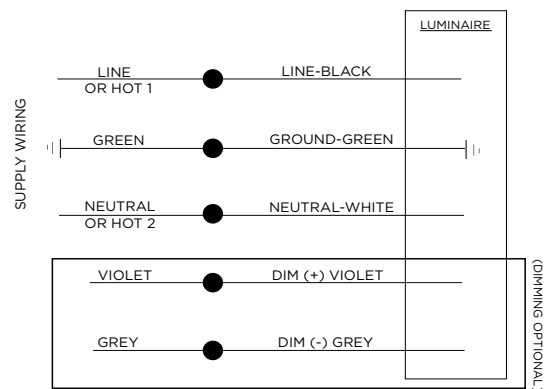 LUMINAIRE
LINE
OR HOT 1
LINE-BLACK
GREEN
GROUND-GREEN
NEUTRAL
OR HOT 2
NEUTRAL-WHITE
VIOLET
DIM (+) VIOLET
GREY
DIM (-) GREY
SUPPLY WIRING
(DIMMING OPTIONAL)